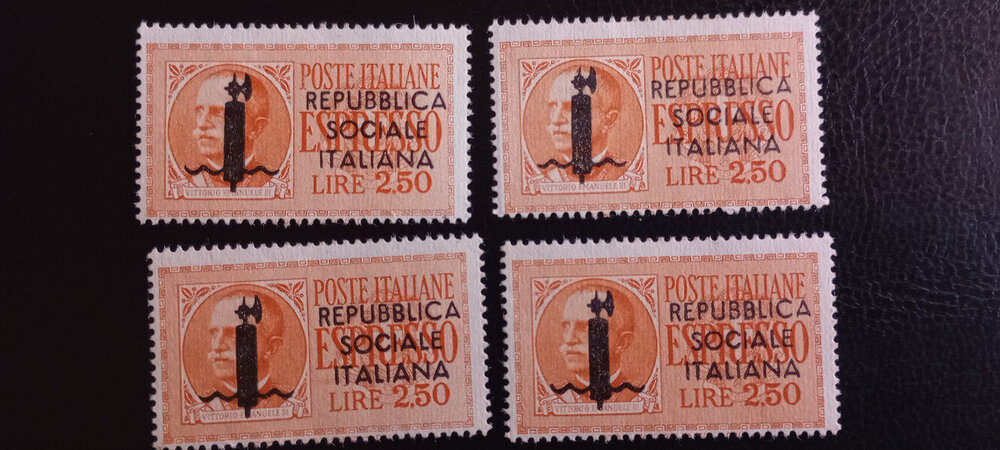 POSTE ITALIANE
REPUBBLICA
SOCIALE
ESPRESSO
ITALIANA
LIRE 2.50
VITTORIO EMANUELE III
POSTE ITALIANE
REPUBBLICA
SOCIALE
ESPRESSO
ITALIANA
LIRE 2.50
VITTORIO EMANUELE III
POSTE ITALIANE
REPUBBLICA
ESPRESSO
SOCIALE
ITALIANA
LIRE 2.50
VITTORIO EMANUELE III
POSTE ITALIANE
REPUBBLICA
ESPRESSO
SOCIALE
ITALIANA
LIRE 2.50
VITTORIO EMANUELE III